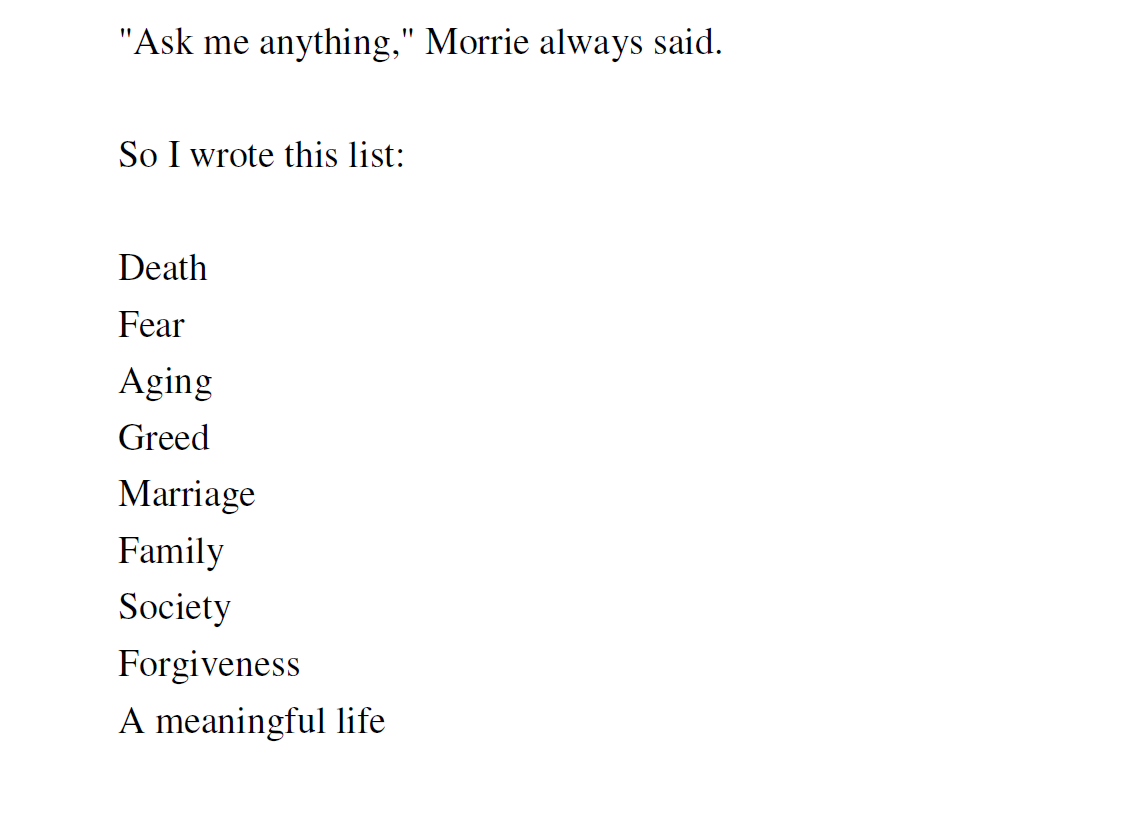 "Ask me anything," Morrie always said.
So I wrote this list:
Death
Fear
Aging
Greed
Marriage
Family
Society
Forgiveness
A meaningful life